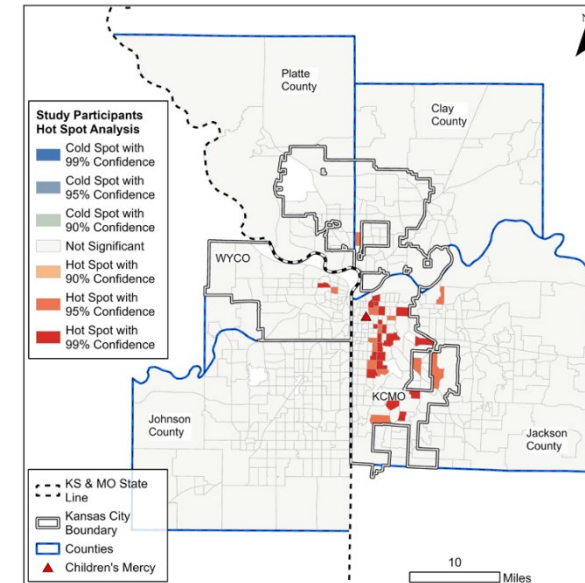 Platte
County
Clay
County
Study Participants
Hot Spot Analysis
Cold Spot with
99% Confidence
Cold Spot with
95% Confidence
Cold Spot with
90% Confidence
Not Significant
Hot Spot with
90% Confidence
Hot Spot with
95% Confidence
Hot Spot with
99% Confidence
WYCO
KCMO
Johnson
County
Jackson
County
KS & MO State
Line
Kansas City
Boundary
Counties
Children's Mercy
10
Miles